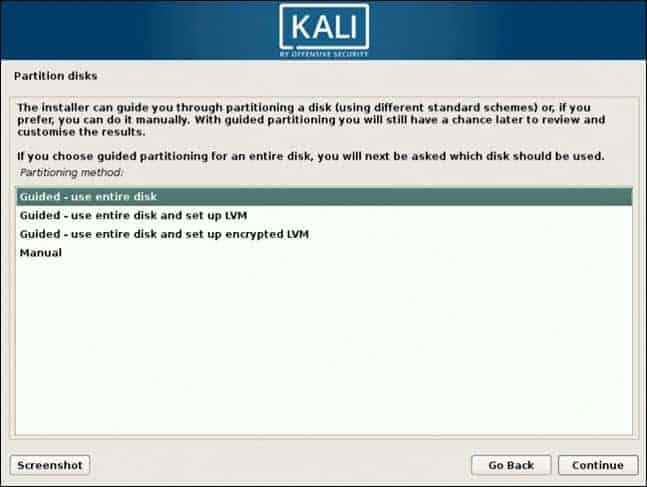 KALI
BY OFFENSIVE SECURITY
Partition disks
The installer can guide you through partitioning a disk (using different standard schemes) or, if you
prefer, you can do it manually. With guided partitioning you will still have a chance later to review and
customise the results.
If you choose guided partitioning for an entire disk, you will next be asked which disk should be used.
Partitioning method:
Guided - use entire disk
Guided - use entire disk and set up LVM
Guided - use entire disk and set up encrypted LVM
Manual
Screenshot
Go Back
Continue